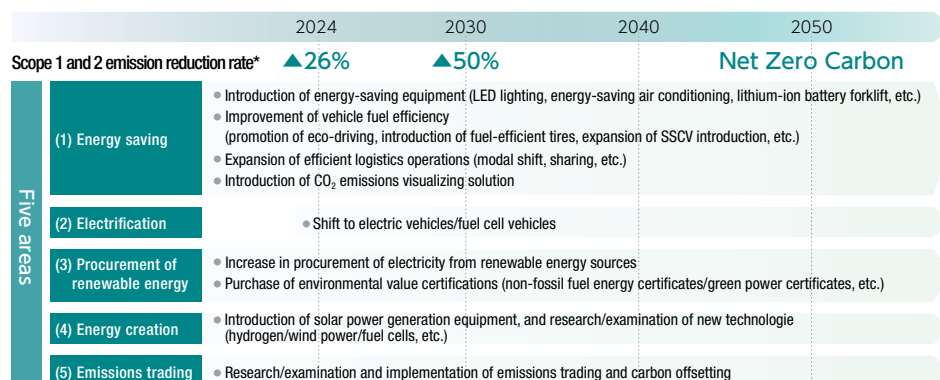 2024 2030 2040 2050
Scope 1 and 2 emission reduction rate* ▲26% ▲50% Net Zero Carbon
Five areas
(1) Energy saving
● Introduction of energy-saving equipment (LED lighting, energy-saving air conditioning, lithium-ion battery forklift, etc.)
● Improvement of vehicle fuel efficiency
(promotion of eco-driving, introduction of fuel-efficient tires, expansion of SSCV introduction, etc.)
● Expansion of efficient logistics operations (modal shift, sharing, etc.)
● Introduction of CO₂ emissions visualizing solution
(2) Electrification
● Shift to electric vehicles/fuel cell vehicles
(3) Procurement of
renewable energy
● Increase in procurement of electricity from renewable energy sources
● Purchase of environmental value certifications (non-fossil fuel energy certificates/green power certificates, etc.)
(4) Energy creation
● Introduction of solar power generation equipment, and research/examination of new technologie
(hydrogen/wind power/fuel cells, etc.)
(5) Emissions trading
● Research/examination and implementation of emissions trading and carbon offsetting